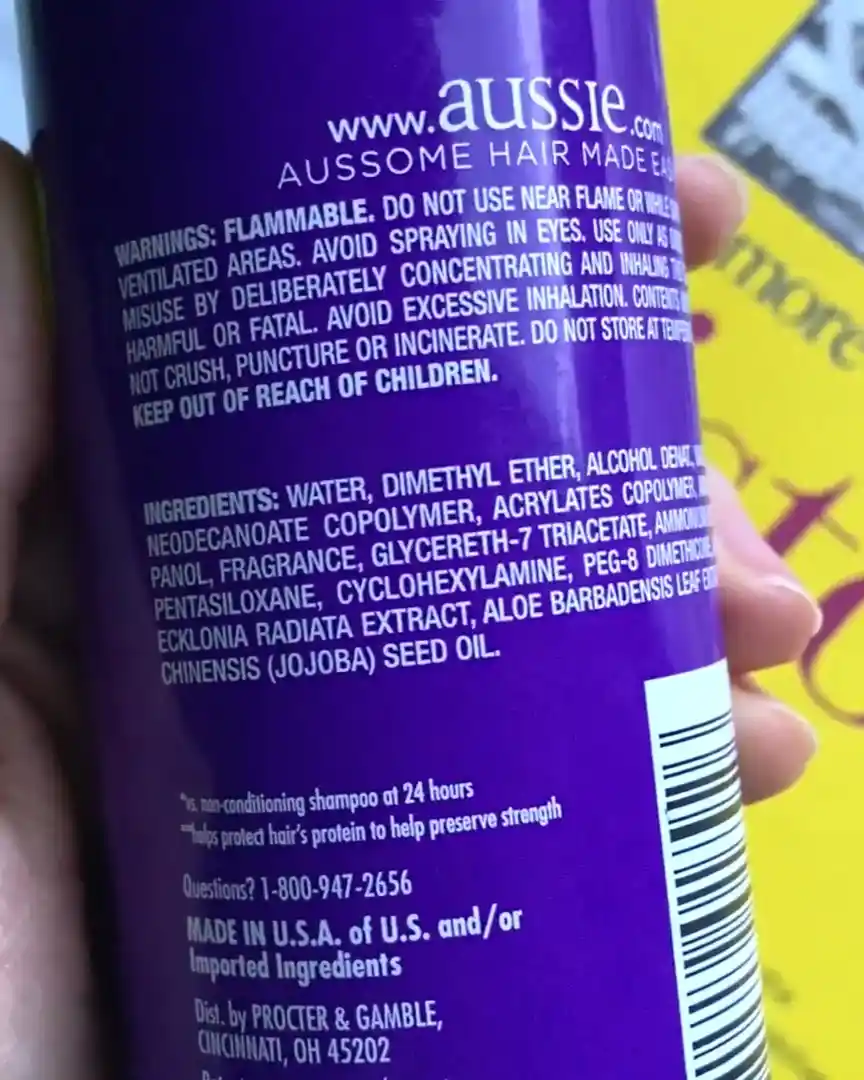 www.aussie.com
AUSSOME HAIR MADE
WARNINGS: FLAMMABLE. DO NOT USE NEAR FLAME OR WHILE
VENTILATED AREAS. AVOID SPRAYING IN EYES. USE ONLY AS
MISUSE BY DELIBERATELY CONCENTRATING AND INHALING
HARMFUL OR FATAL. AVOID EXCESSIVE INHALATION. CONTENTS
NOT CRUSH, PUNCTURE OR INCINERATE. DO NOT STORE AT
KEEP OUT OF REACH OF CHILDREN.
INGREDIENTS: WATER, DIMETHYL ETHER, ALCOHOL DENAT,
NEODECANOATE COPOLYMER, ACRYLATES COPOLYMER,
PANOL, FRAGRANCE, GLYCERETH-7 TRIACETATE,
PENTASILOXANE, CYCLOHEXYLAMINE, PEG-8
ECKLONIA RADIATA EXTRACT, ALOE BARBADENSIS LEAF
CHINENSIS (JOJOBA) SEED OIL.
*vs. non-conditioning shampoo at 24 hours
**helps protect hair's protein to help preserve strength
Questions? 1-800-947-2656
MADE IN U.S.A. of U.S. and/or
Imported Ingredients
Dist. by PROCTER & GAMBLE,
CINCINNATI, OH 45202
more